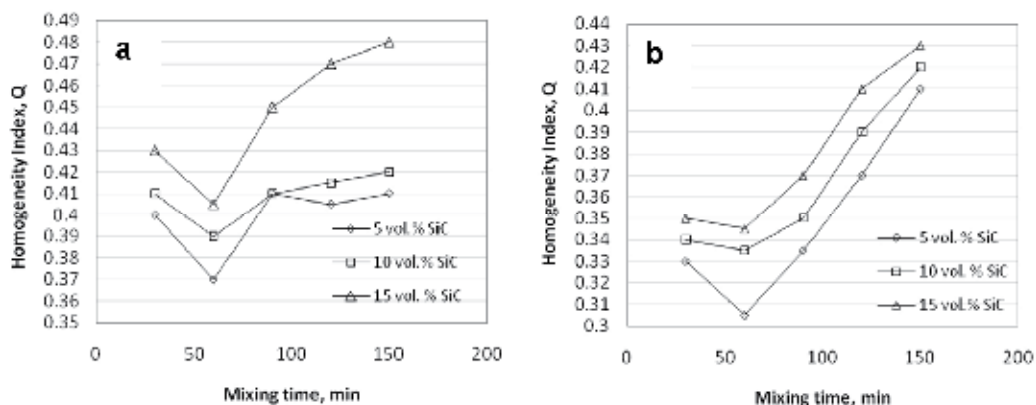 a
Homogeneity Index, Q
0.49
0.48
0.47
0.46
0.45
0.44
0.43
0.42
0.41
0.4
0.39
0.38
0.37
0.36
0.35
5 vol.% SiC
10 vol.% SiC
15 vol. % SiC
0 50 100 150 200
Mixing time, min
b
Homogeneity Index, Q
0.44
0.43
0.42
0.41
0.4
0.39
0.38
0.37
0.36
0.35
0.34
0.33
0.32
0.31
0.3
5 vol.% SiC
10 vol.% SiC
15 vol. % SiC
0 50 100 150 200
Mixing time, min